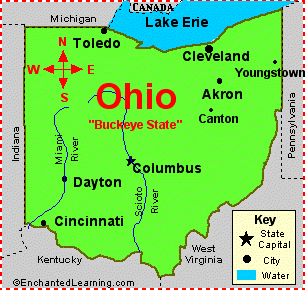 CANADA
Michigan
Lake Erie
Toledo
Cleveland
N
W E
S
Youngstown
Akron
Ohio
"Buckeye State"
Canton
Pennsylvania
Indiana
Miami
River
Columbus
Dayton
Scioto
River
Cincinnati
Kentucky
West
Virginia
Key
State
Capital
City
Water
©EnchantedLearning.com